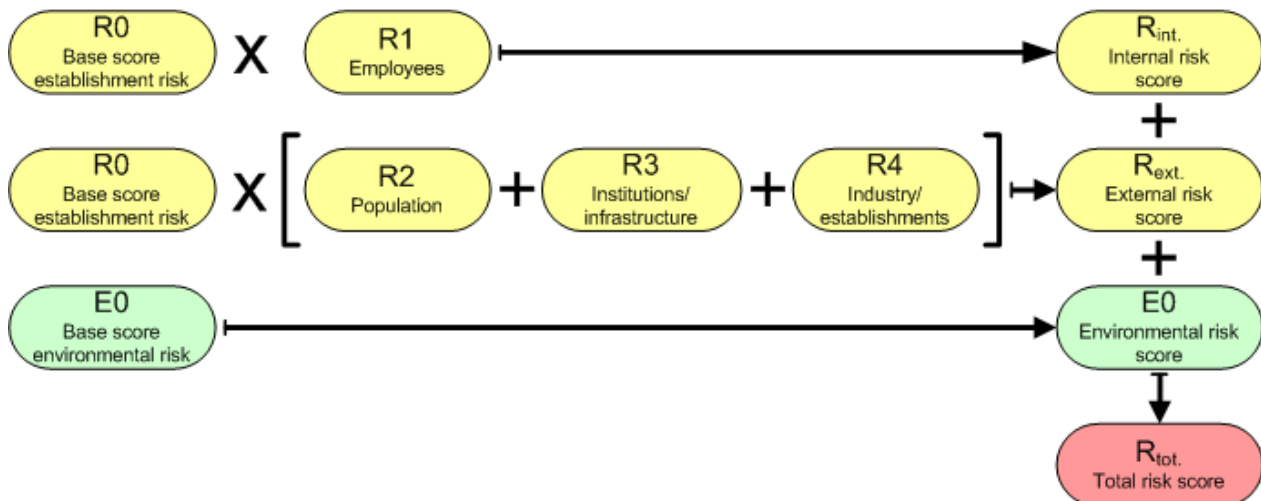 R0
Base score
establishment risk
X
R1
Employees
Rint.
Internal risk
score
+
R0
Base score
establishment risk
X
[
R2
Population
+
R3
Institutions/
infrastructure
+
R4
Industry/
establishments
]
Rext.
External risk
score
+
E0
Base score
environmental risk
E0
Environmental risk
score
Rtot.
Total risk score